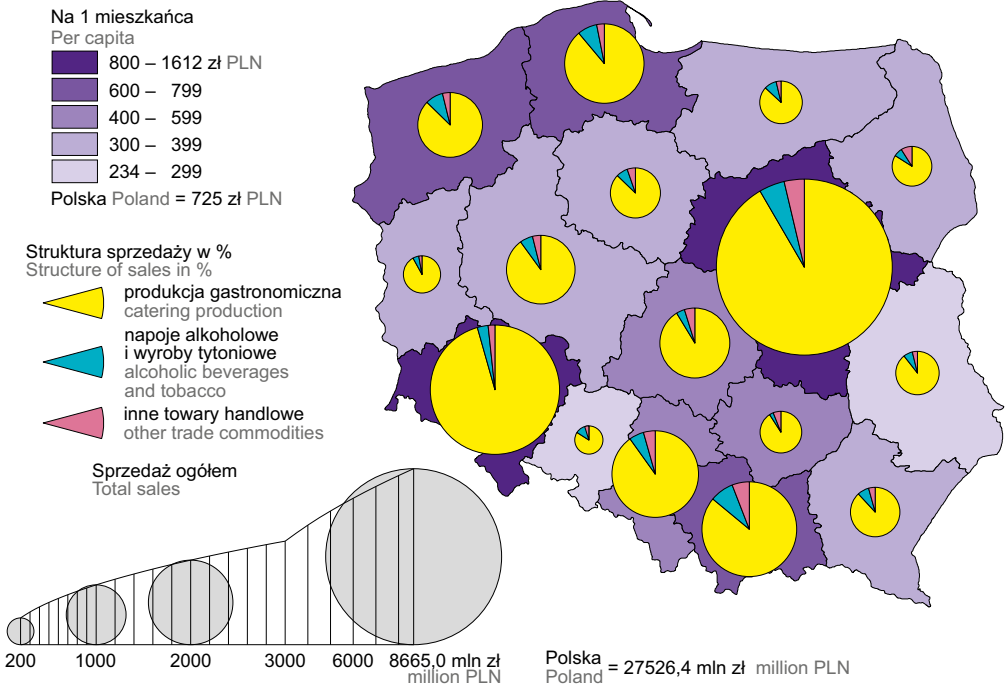 Na 1 mieszkańca
Per capita
800 – 1612 zł PLN
600 – 799
400 – 599
300 – 399
234 – 299
Polska Poland = 725 zł PLN
Struktura sprzedaży w %
Structure of sales in %
produkcja gastronomiczna
catering production
napoje alkoholowe
i wyroby tytoniowe
alcoholic beverages
and tobacco
inne towary handlowe
other trade commodities
Sprzedaż ogółem
Total sales
200 1000 2000 3000 6000 8665,0 mln zł
million PLN
Polska
Poland = 27526,4 mln zł million PLN